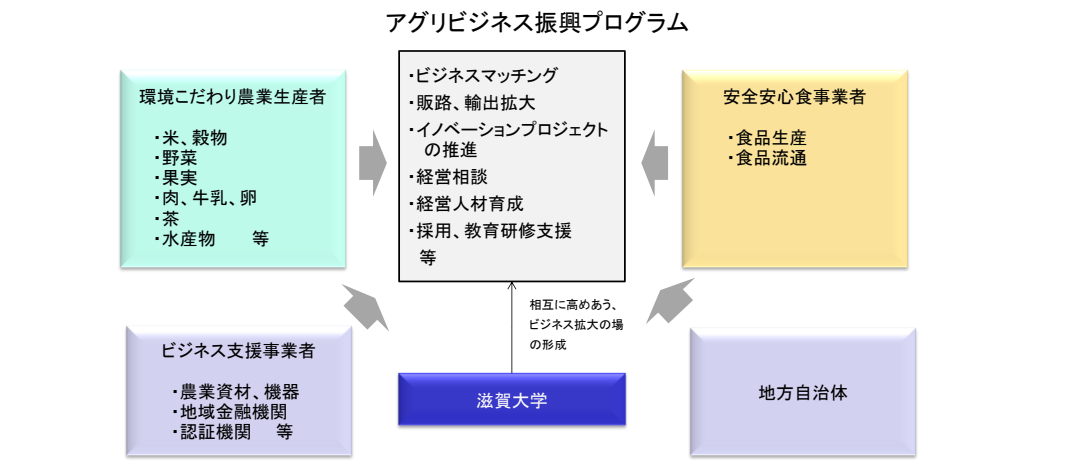 アグリビジネス振興プログラム
環境こだわり農業生産者
・米、穀物
・野菜
・果実
・肉、牛乳、卵
・茶
・水産物　　等
・ビジネスマッチング
・販路、輸出拡大
・イノベーションプロジェクト
の推進
・経営相談
・経営人材育成
・採用、教育研修支援
等
安全安心食事業者
・食品生産
・食品流通
相互に高めあう、
ビジネス拡大の場
の形成
ビジネス支援事業者
・農業資材、機器
・地域金融機関
・認証機関　等
滋賀大学
地方自治体